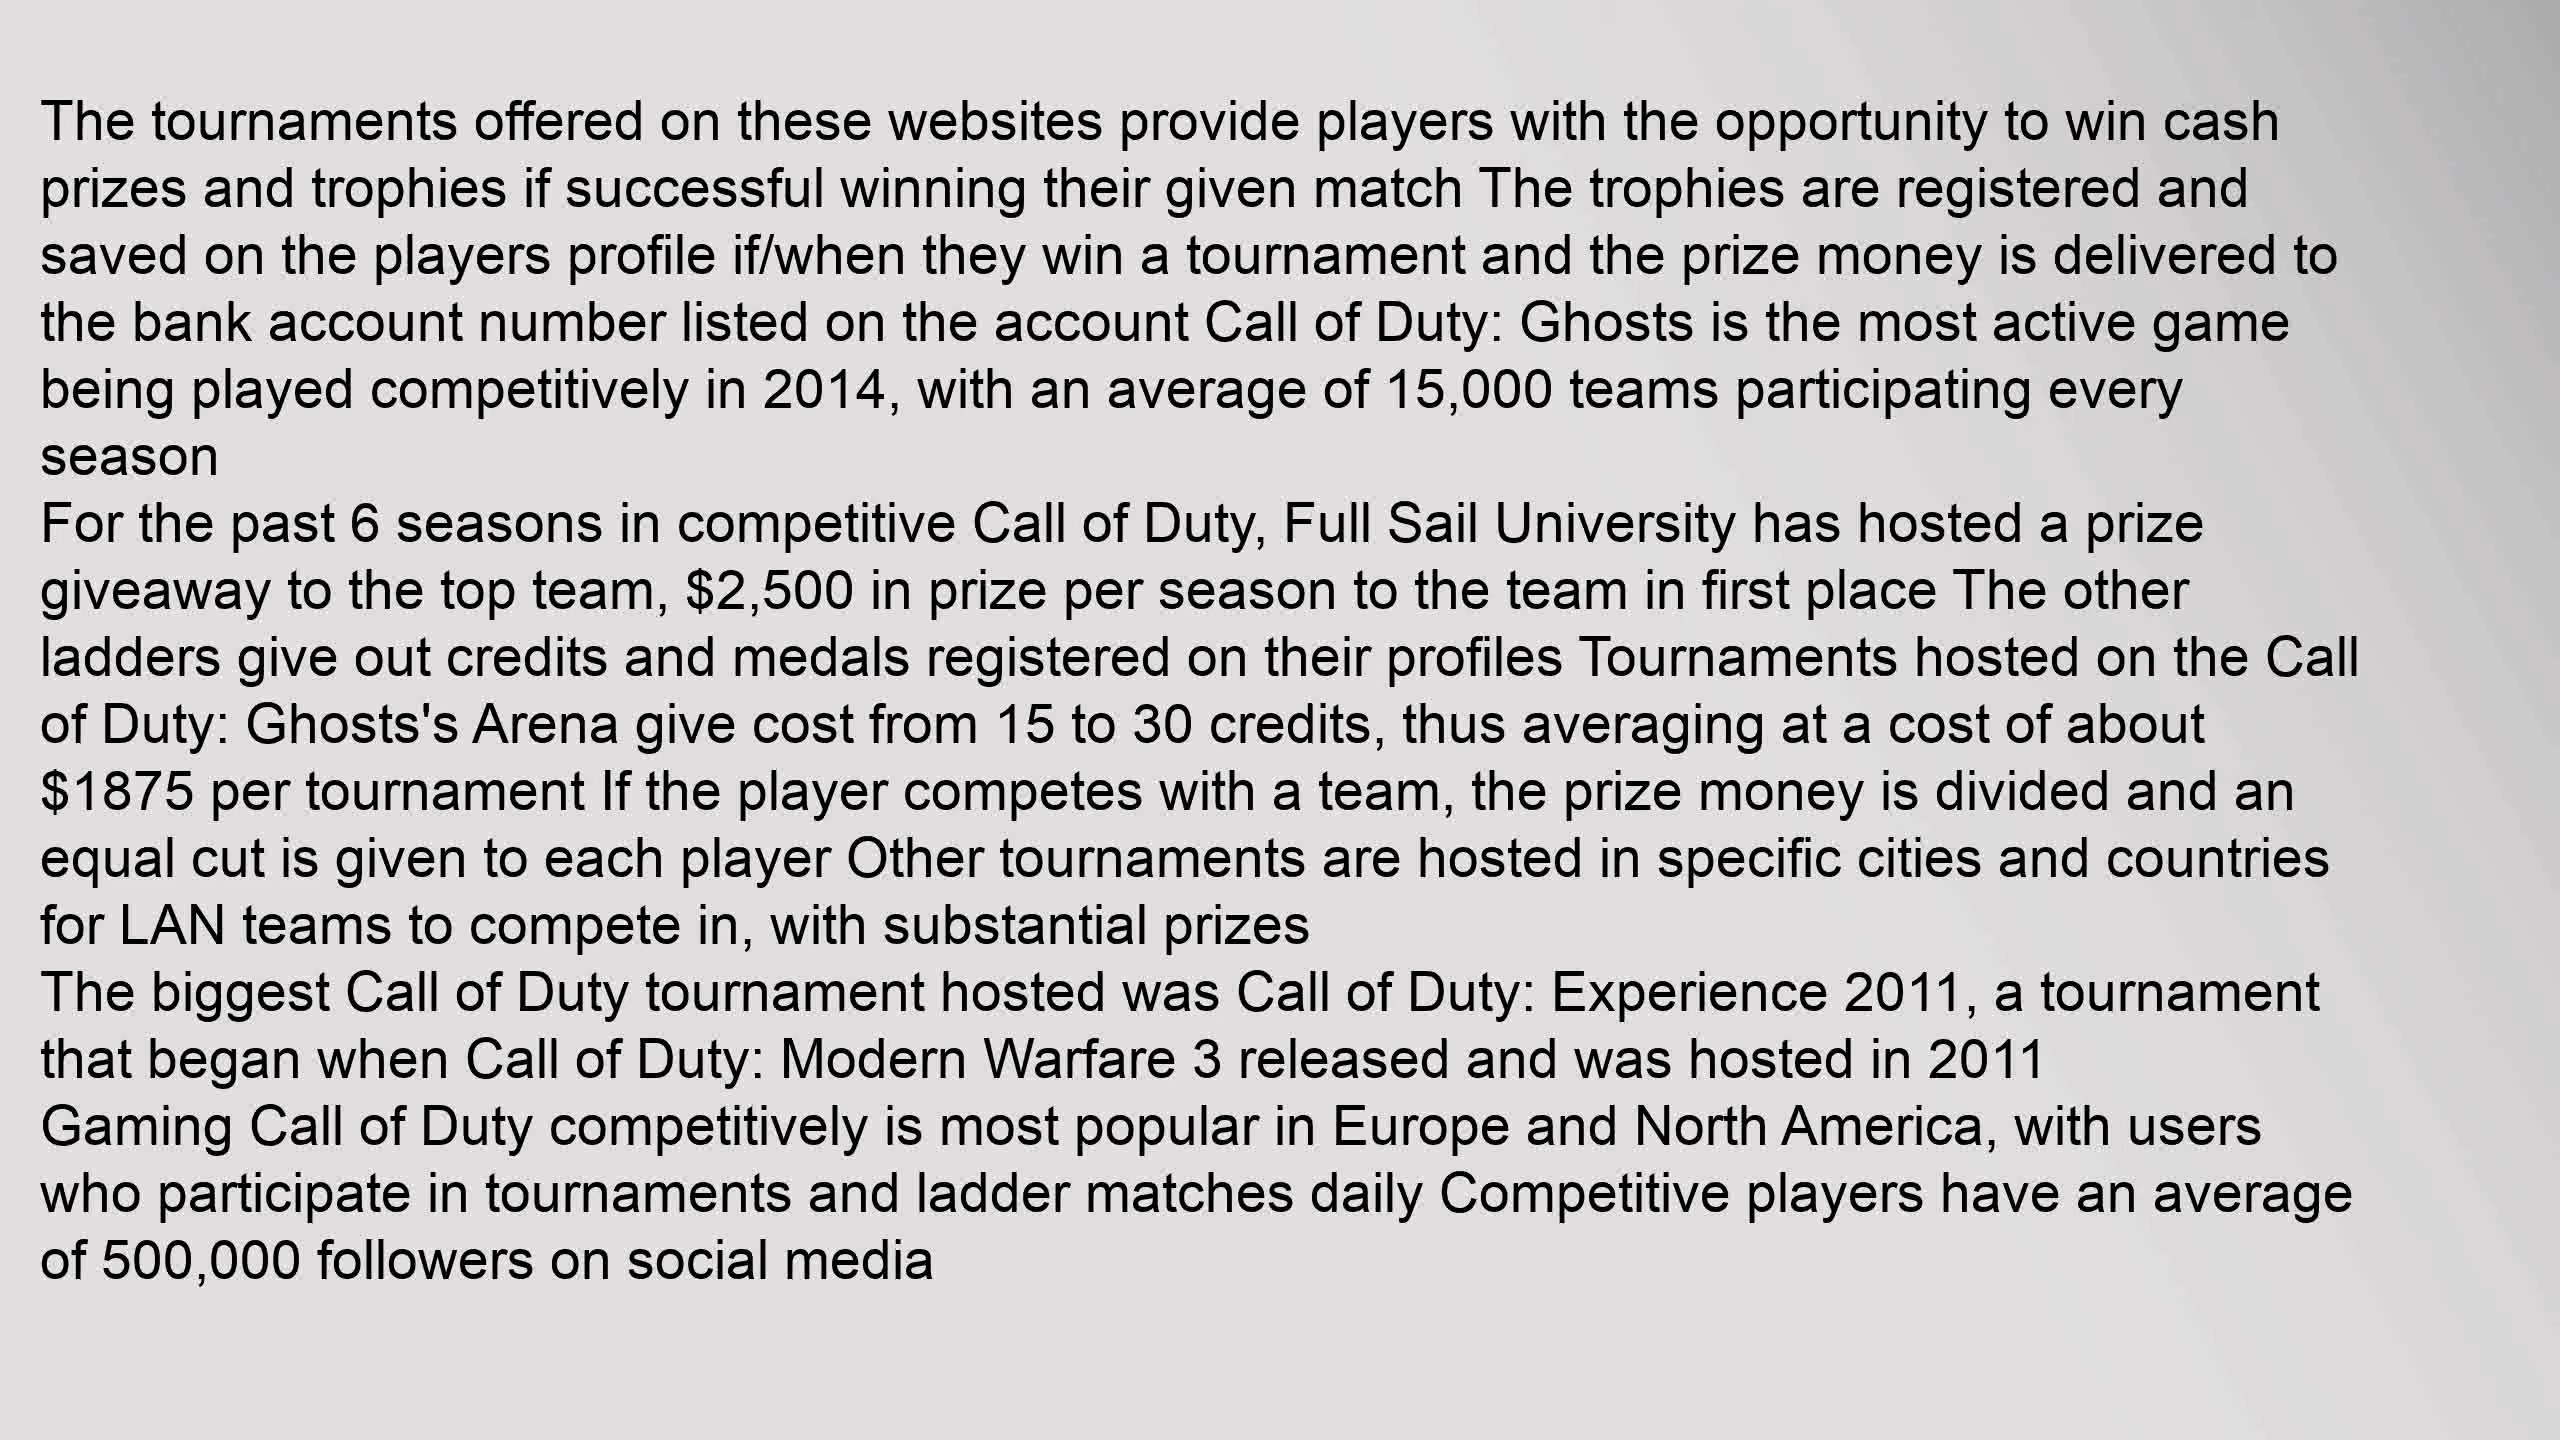 The tournaments offered on these websites provide players with the opportunity to win cash
prizes and trophies if successful winning their given match The trophies are registered and
saved on the players profile if/when they win a tournament and the prize money is delivered to
the bank account number listed on the account Call of Duty: Ghosts is the most active game
being played competitively in 2014, with an average of 15,000 teams participating every
season
For the past 6 seasons in competitive Call of Duty, Full Sail University has hosted a prize
giveaway to the top team, $2,500 in prize per season to the team in first place The other
ladders give out credits and medals registered on their profiles Tournaments hosted on the Call
of Duty: Ghosts's Arena give cost from 15 to 30 credits, thus averaging at a cost of about
$1875 per tournament If the player competes with a team, the prize money is divided and an
equal cut is given to each player Other tournaments are hosted in specific cities and countries
for LAN teams to compete in, with substantial prizes
The biggest Call of Duty tournament hosted was Call of Duty: Experience 2011, a tournament
that began when Call of Duty: Modern Warfare 3 released and was hosted in 2011
Gaming Call of Duty competitively is most popular in Europe and North America, with users
who participate in tournaments and ladder matches daily Competitive players have an average
of 500,000 followers on social media